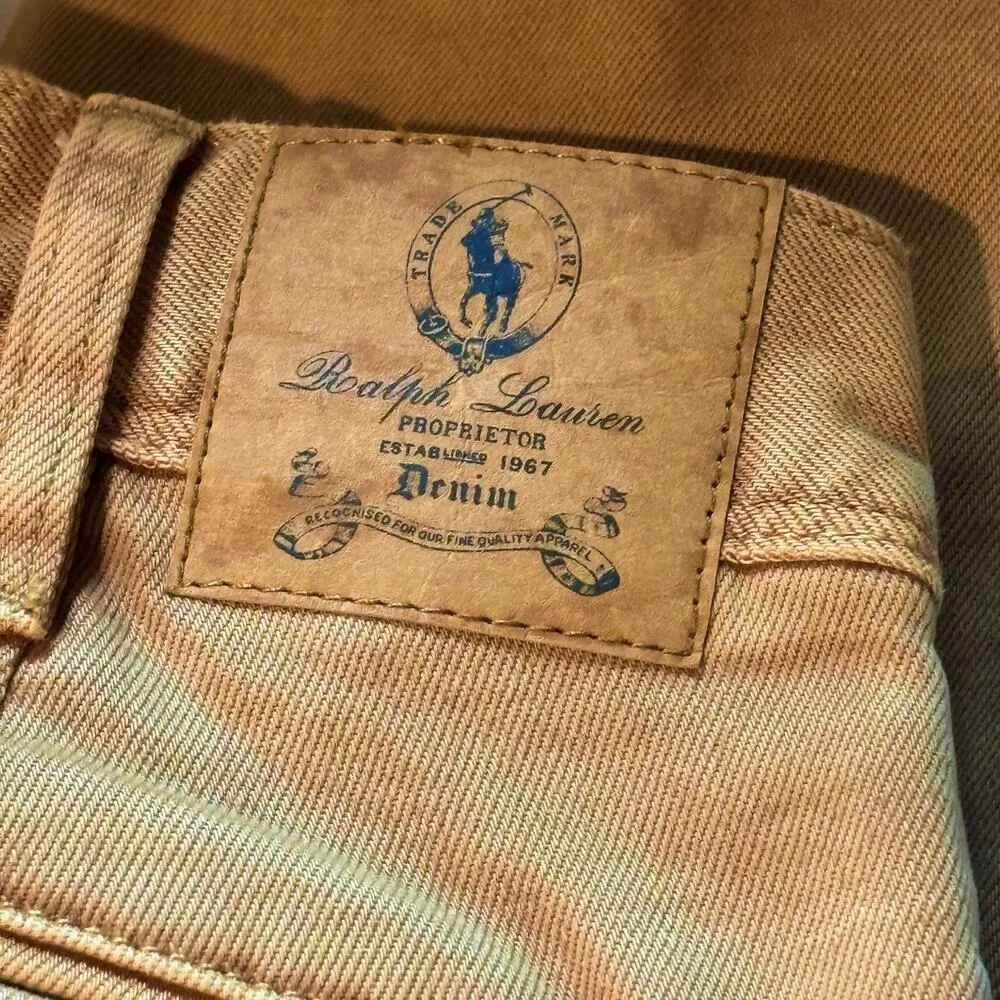 TRADE MARK
Ralph Lauren
PROPRIETOR
ESTABLISHED 1967
Denim
RECOGNISED FOR OUR FINE QUALITY APPAREL